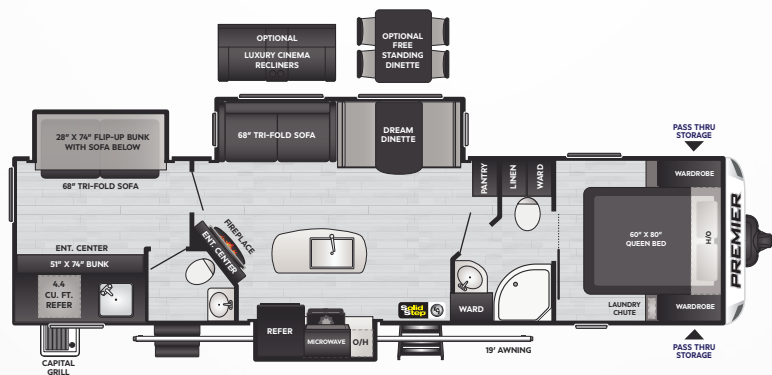 OPTIONAL
LUXURY CINEMA
RECLINERS
OPTIONAL
FREE
STANDING
DINETTE
28" X 74" FLIP-UP BUNK
WITH SOFA BELOW
68" TRI-FOLD SOFA
68" TRI-FOLD SOFA
DREAM
DINETTE
PASS THRU
STORAGE
PANTRY
LINEN
WARD
WARDROBE
60" X 80"
QUEEN BED
H/O
PREMIER
FIREPLACE
ENT. CENTER
ENT. CENTER
51" X 74" BUNK
4.4
CU. FT.
REFER
WARD
LAUNDRY
CHUTE
WARDROBE
Solid
Step
REFER
MICROWAVE
O/H
19' AWNING
PASS THRU
STORAGE
CAPITAL
GRILL